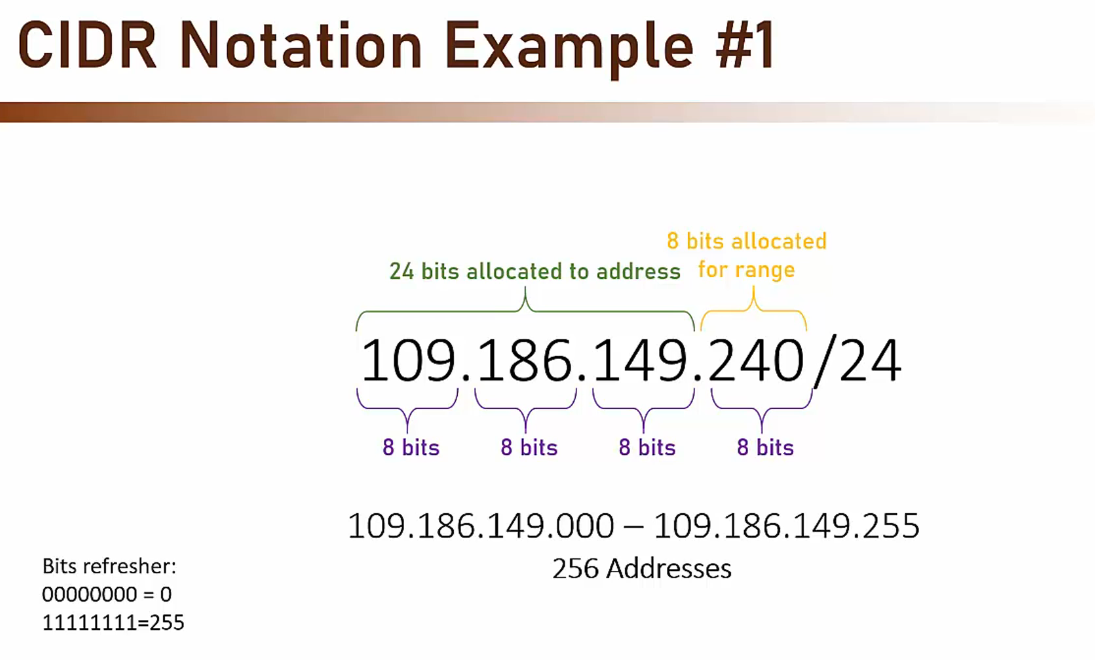 CIDR Notation Example #1
8 bits allocated
for range
24 bits allocated to address
109.186.149.240/24
8 bits 8 bits 8 bits 8 bits
109.186.149.000 – 109.186.149.255
256 Addresses
Bits refresher:
00000000 = 0
11111111=255